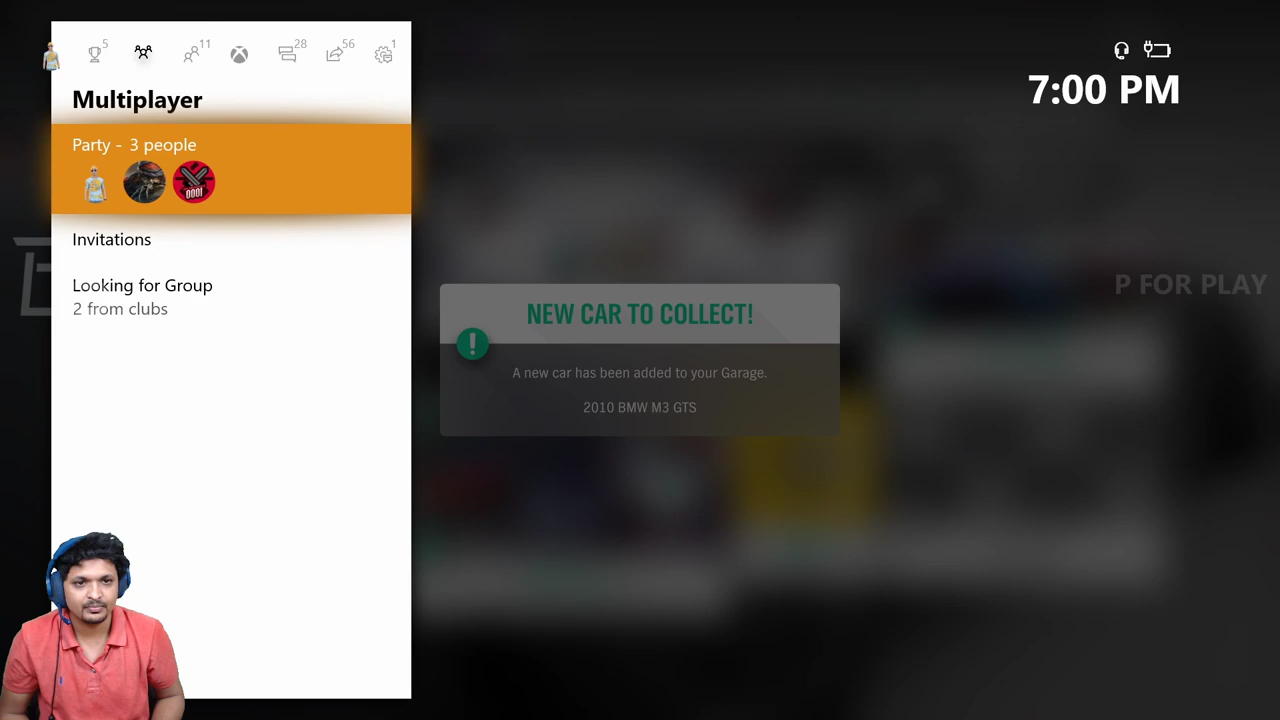 5
11
28
56
1
Multiplayer
Party - 3 people
0001
Invitations
Looking for Group
2 from clubs
7:00 PM
P FOR PLAY
NEW CAR TO COLLECT!
!
A new car has been added to your Garage.
2010 BMW M3 GTS